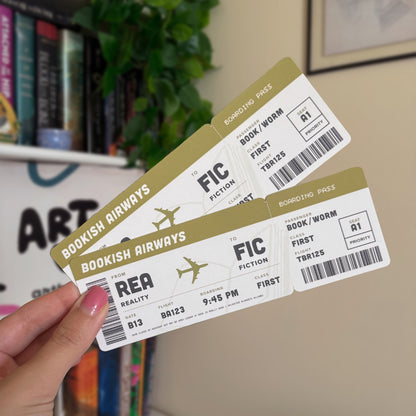 ATTACHED
ART
BOOKISH AIRWAYS
TO
FIC
FICTION
BOARDING PASS
PASSENGER
BOOK/WORM
CLASS
FIRST
FLIGHT
TBR125
SEAT
A1
PRIORITY
BOOKISH AIRWAYS
FROM
REA
REALITY
TO
FIC
FICTION
GATE
B13
FLIGHT
BA123
BOARDING
9:45 PM
CLASS
FIRST
BOARDING PASS
PASSENGER
BOOK/WORM
CLASS
FIRST
FLIGHT
TBR125
SEAT
A1
PRIORITY